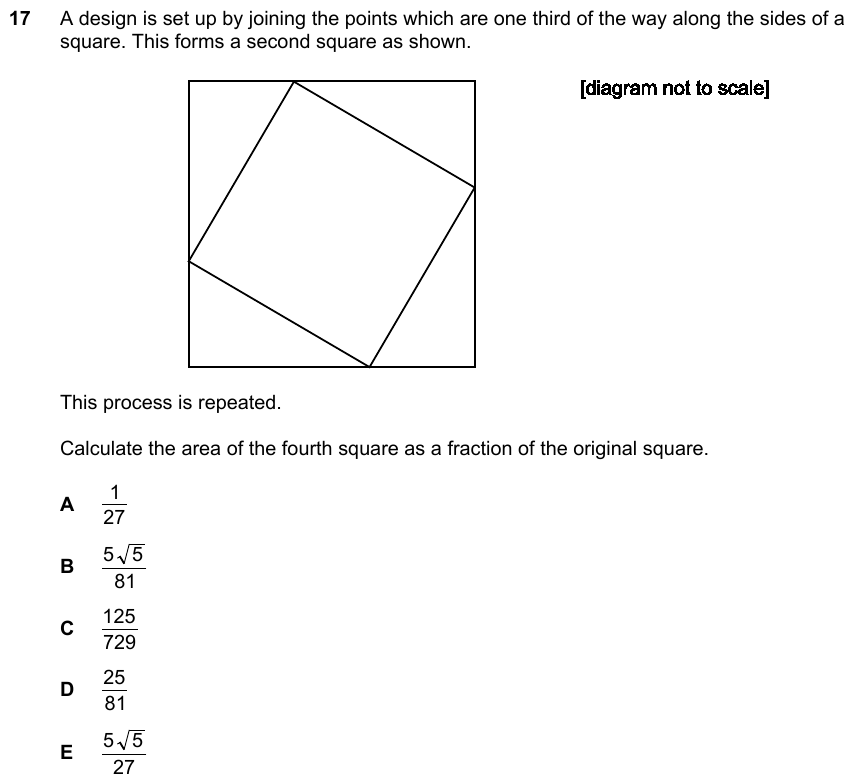 17 A design is set up by joining the points which are one third of the way along the sides of a
square. This forms a second square as shown.
[diagram not to scale]
This process is repeated.
Calculate the area of the fourth square as a fraction of the original square.
A 1/27
B 5√5/81
C 125/729
D 25/81
E 5√5/27